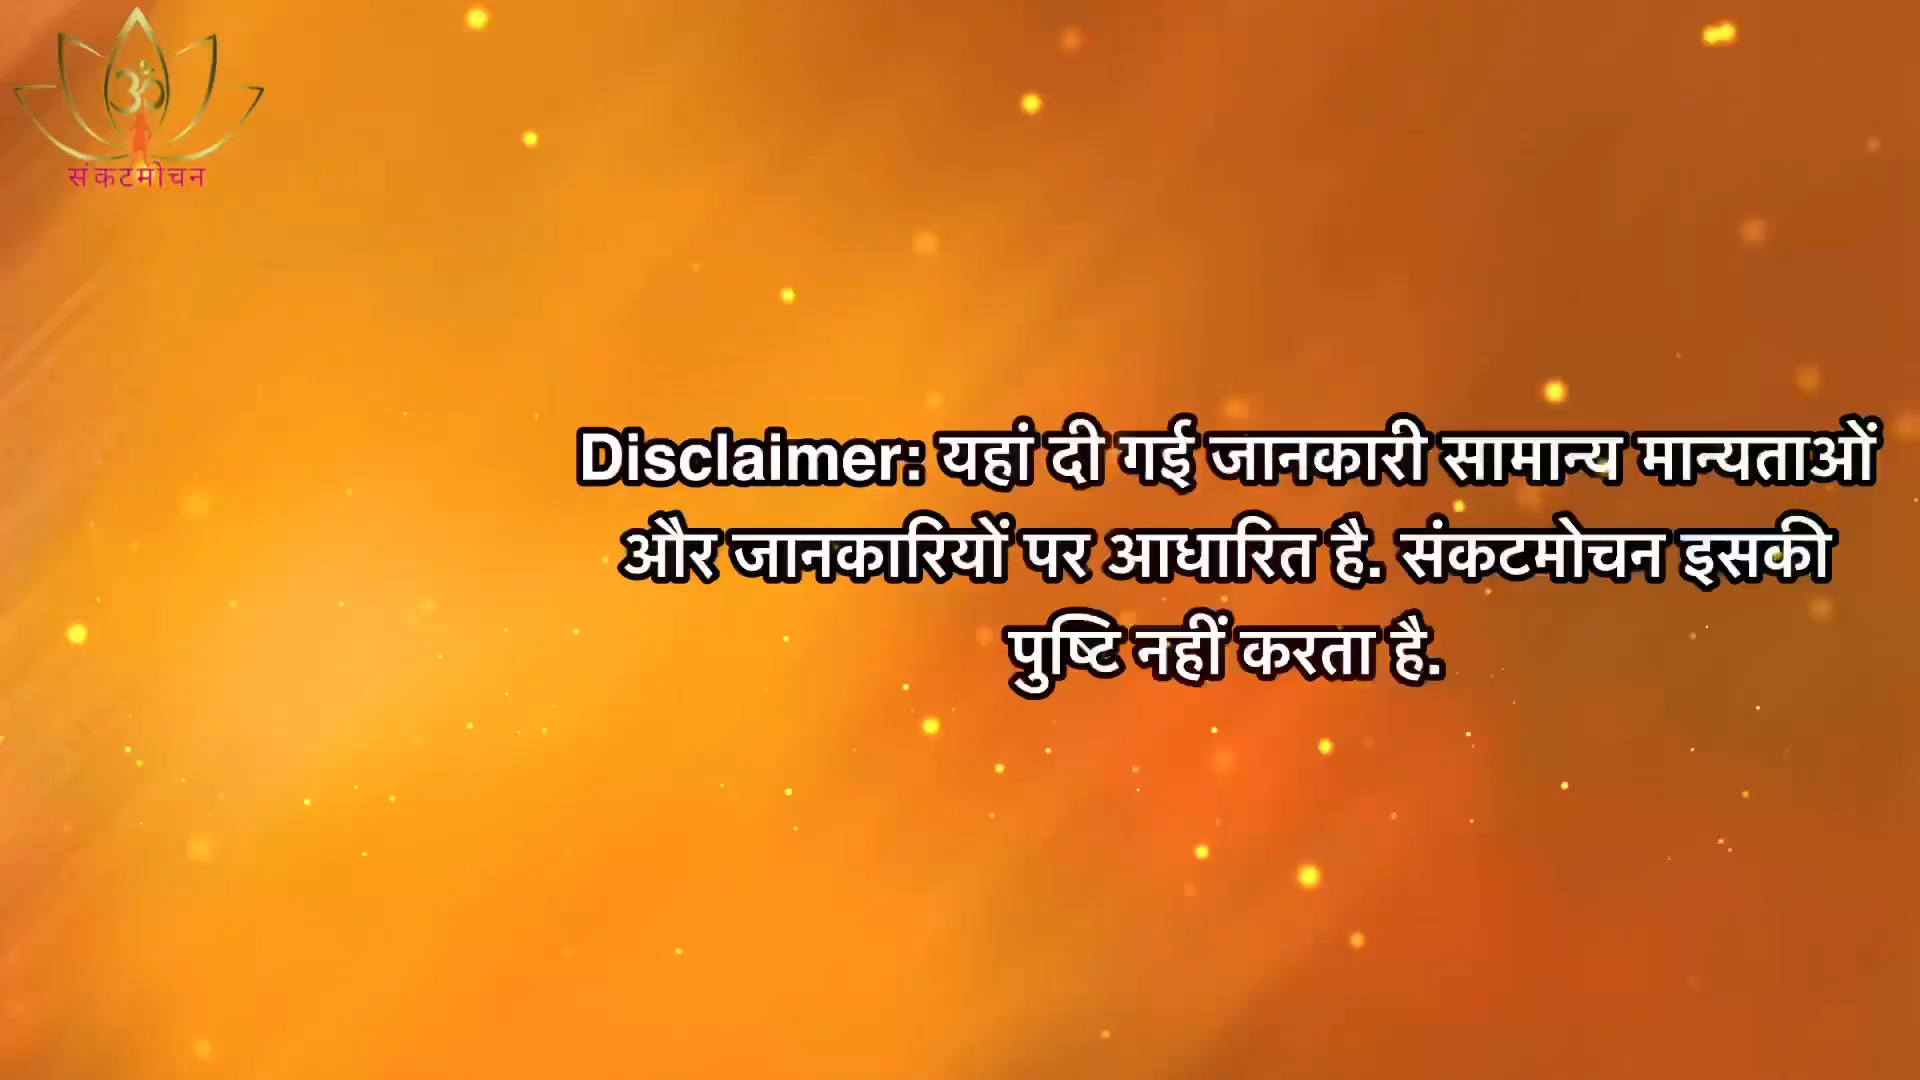 ॐ
संकटमोचन
Disclaimer: यहां दी गई जानकारी सामान्य मान्यताओं
और जानकारियों पर आधारित है. संकटमोचन इसकी
पुष्टि नहीं करता है.